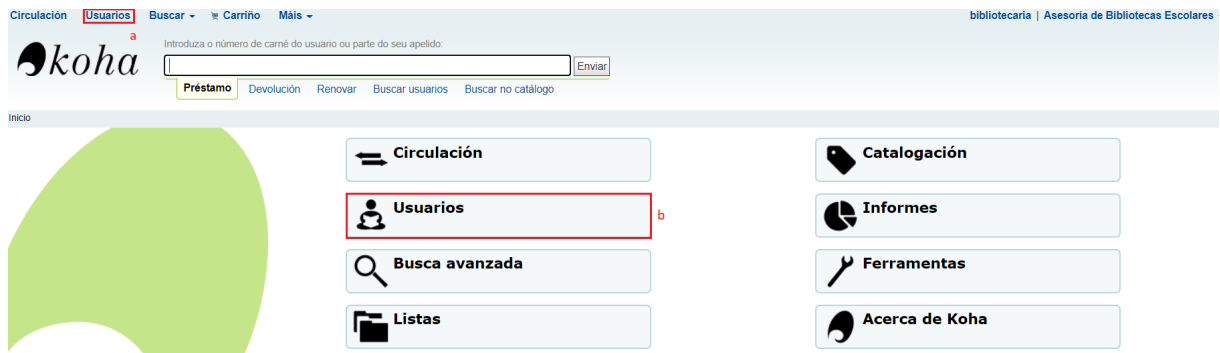 Circulación Usuarios Buscar Carriño Máis bibliotecaria | Asesoría de Bibliotecas Escolares
a
koha
Introduza o número de carné do usuario ou parte do seu apelido:
Enviar
Préstamo Devolución Renovar Buscar usuarios Buscar no catálogo
Inicio
Circulación Catalogación
Usuarios b Informes
Busca avanzada Ferramentas
Listas Acerca de Koha